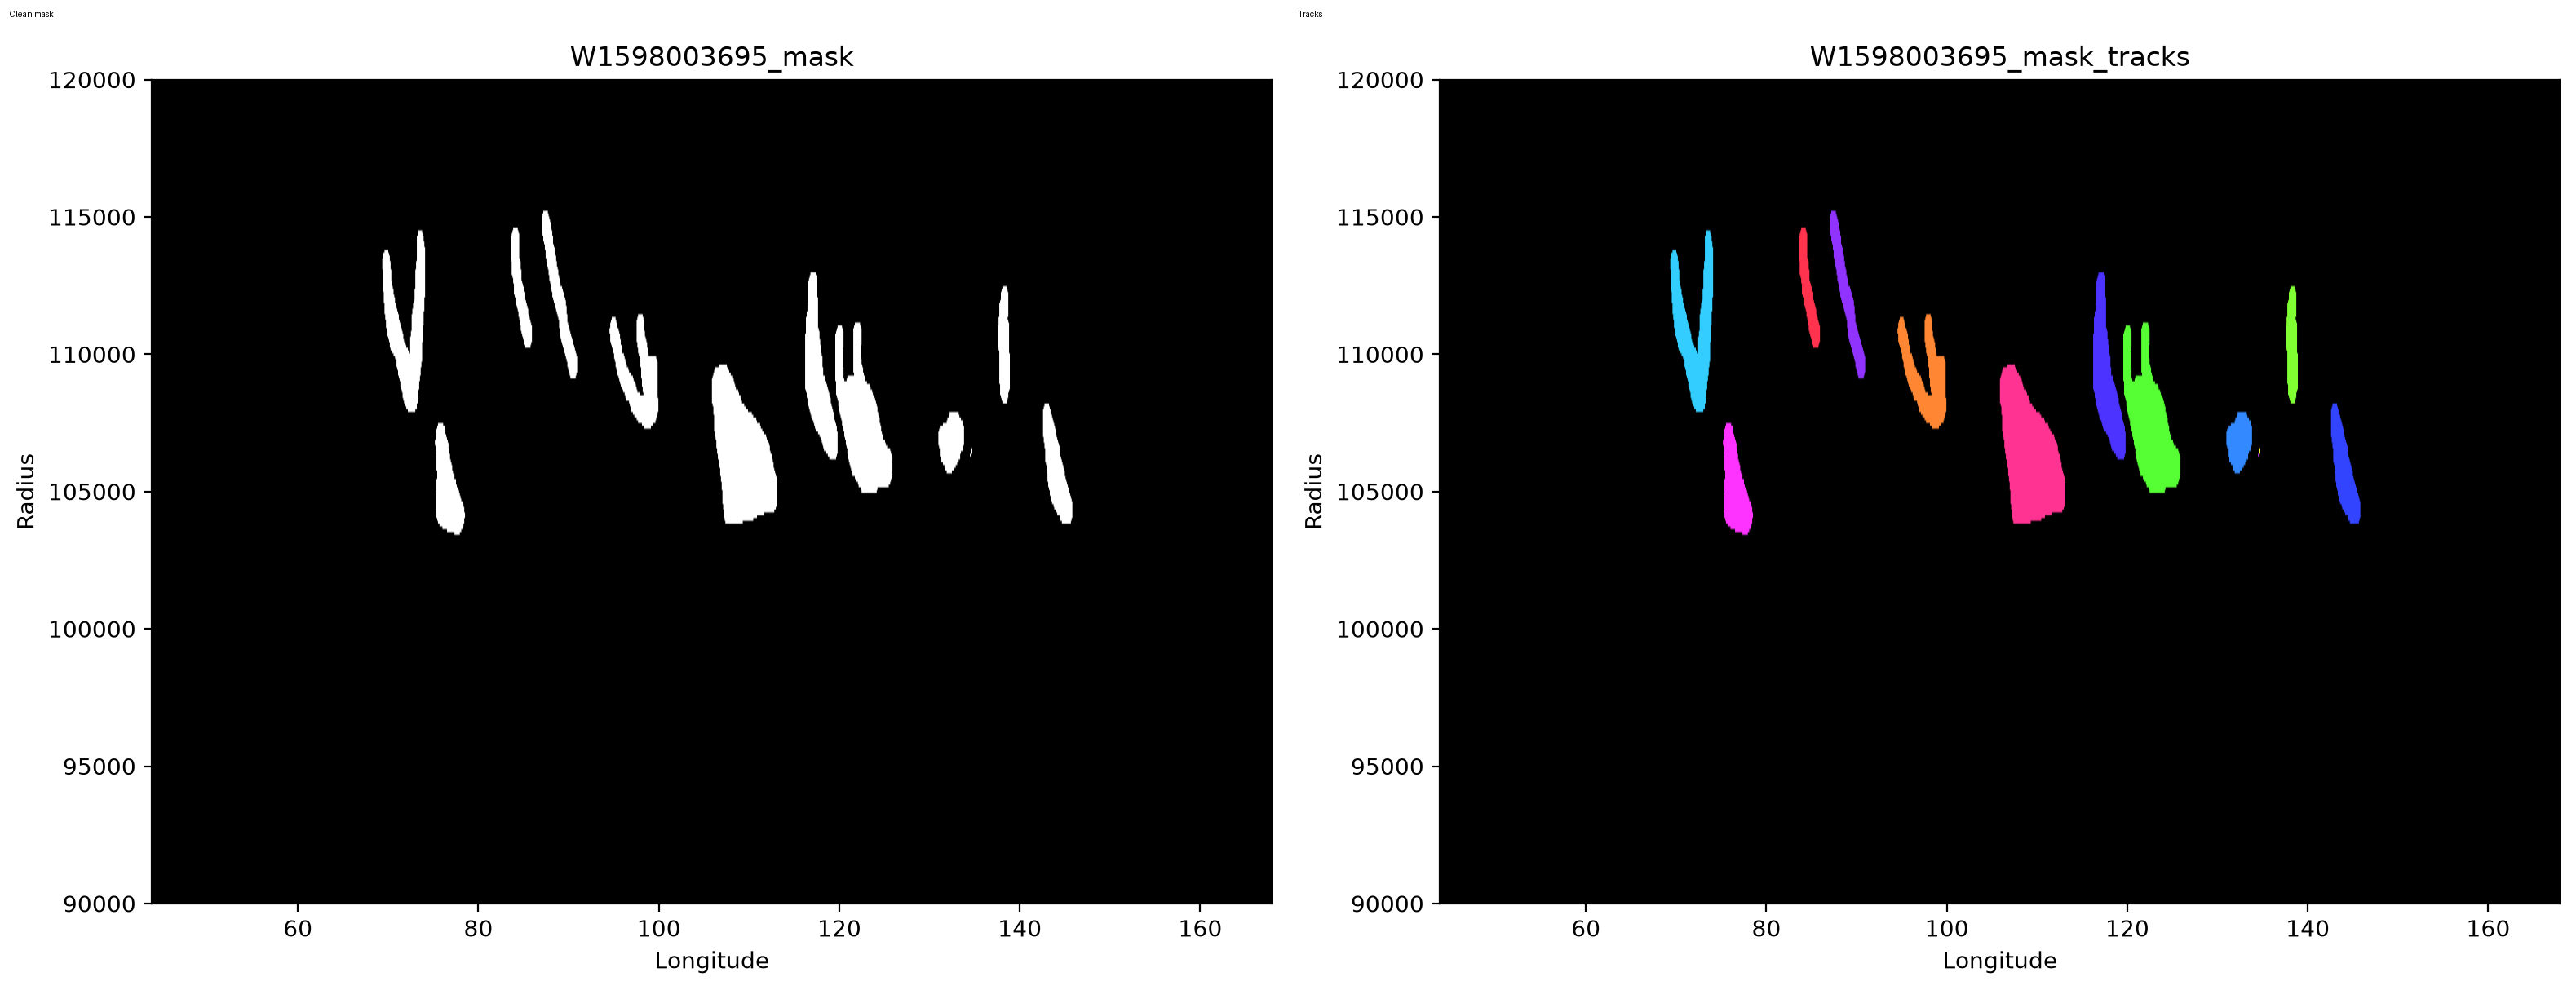 Clean mask
Tracks
W1598003695_mask
W1598003695_mask_tracks
120000
115000
110000
105000
100000
95000
90000
Radius
60 80 100 120 140 160
Longitude
120000
115000
110000
105000
100000
95000
90000
Radius
60 80 100 120 140 160
Longitude